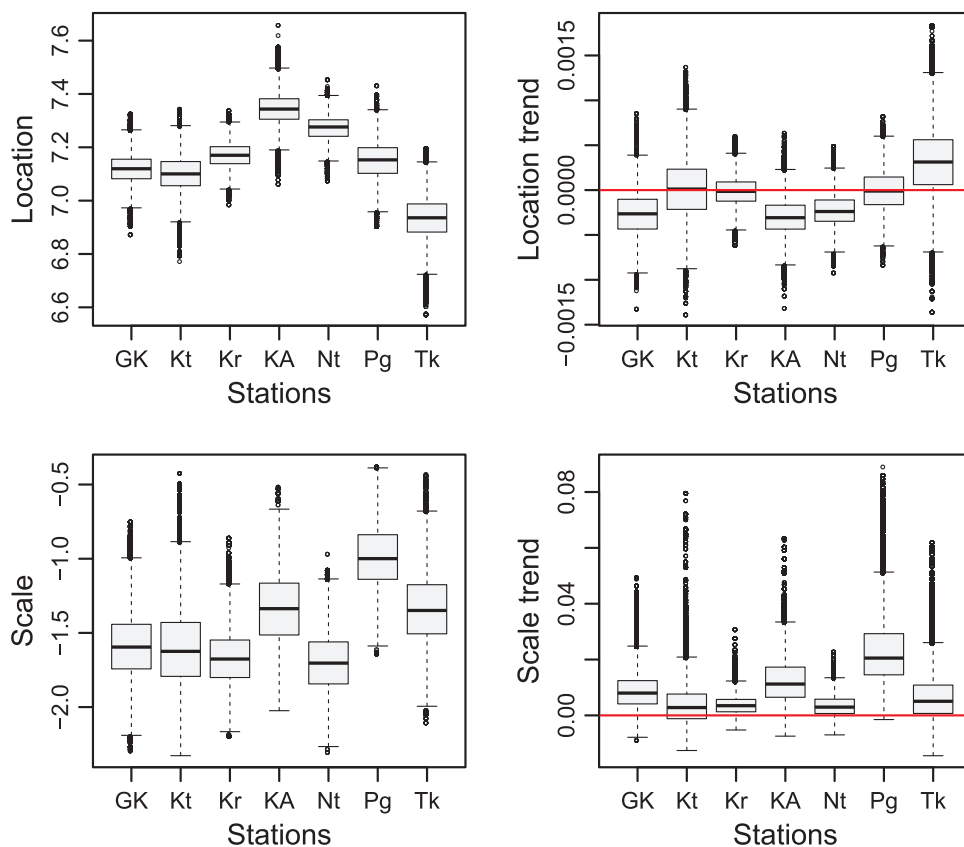 Location
7.6
7.4
7.2
7.0
6.8
6.6
GK Kt Kr KA Nt Pg Tk
Stations
Location trend
0.0015
0.0000
−0.0015
GK Kt Kr KA Nt Pg Tk
Stations
Scale
−0.5
−1.0
−1.5
−2.0
GK Kt Kr KA Nt Pg Tk
Stations
Scale trend
0.08
0.04
0.00
GK Kt Kr KA Nt Pg Tk
Stations